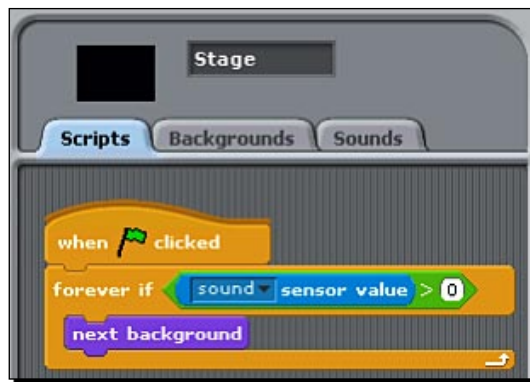 Stage
Scripts Backgrounds Sounds
when clicked
forever if sound sensor value > 0
next background